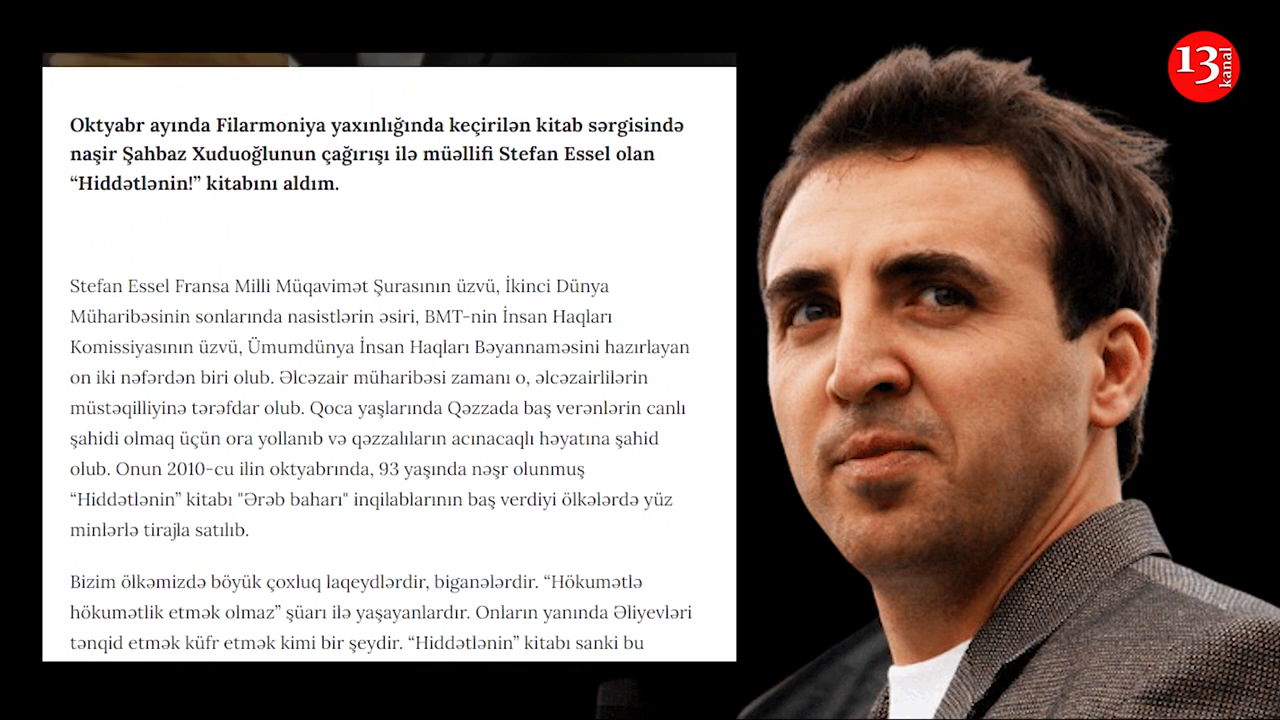 13
kanal
Oktyabr ayında Filarmoniya yaxınlığında keçirilən kitab sərgisində
naşir Şahbaz Xuduoğlunun çağırışı ilə müəllifi Stefan Essel olan
“Hiddətlənin!” kitabını aldım.
Stefan Essel Fransa Milli Müqavimət Şurasının üzvü, İkinci Dünya
Müharibəsinin sonlarında nasistlərin əsiri, BMT-nin İnsan Haqları
Komissiyasının üzvü, Ümumdünya İnsan Haqları Bəyannaməsini hazırlayan
on iki nəfərdən biri olub. Əlcəzair müharibəsi zamanı o, əlcəzairlilərin
müstəqilliyinə tərəfdar olub. Qoca yaşlarında Qəzzada baş verənlərin canlı
şahidi olmaq üçün ora yollanıb və qəzzalıların acınacaqlı həyatına şahid
olub. Onun 2010-cu ilin oktyabrında, 93 yaşında nəşr olunmuş
“Hiddətlənin” kitabı "Ərəb baharı" inqilablarının baş verdiyi ölkələrdə yüz
minlərlə tirajla satılıb.
Bizim ölkəmizdə böyük çoxluq laqeydlərdir, biganələrdir. “Hökumətlə
hökumətlik etmək olmaz” şüarı ilə yaşayanlardır. Onların yanında Əliyevləri
tənqid etmək küfr etmək kimi bir şeydir. “Hiddətlənin” kitabı sanki bu